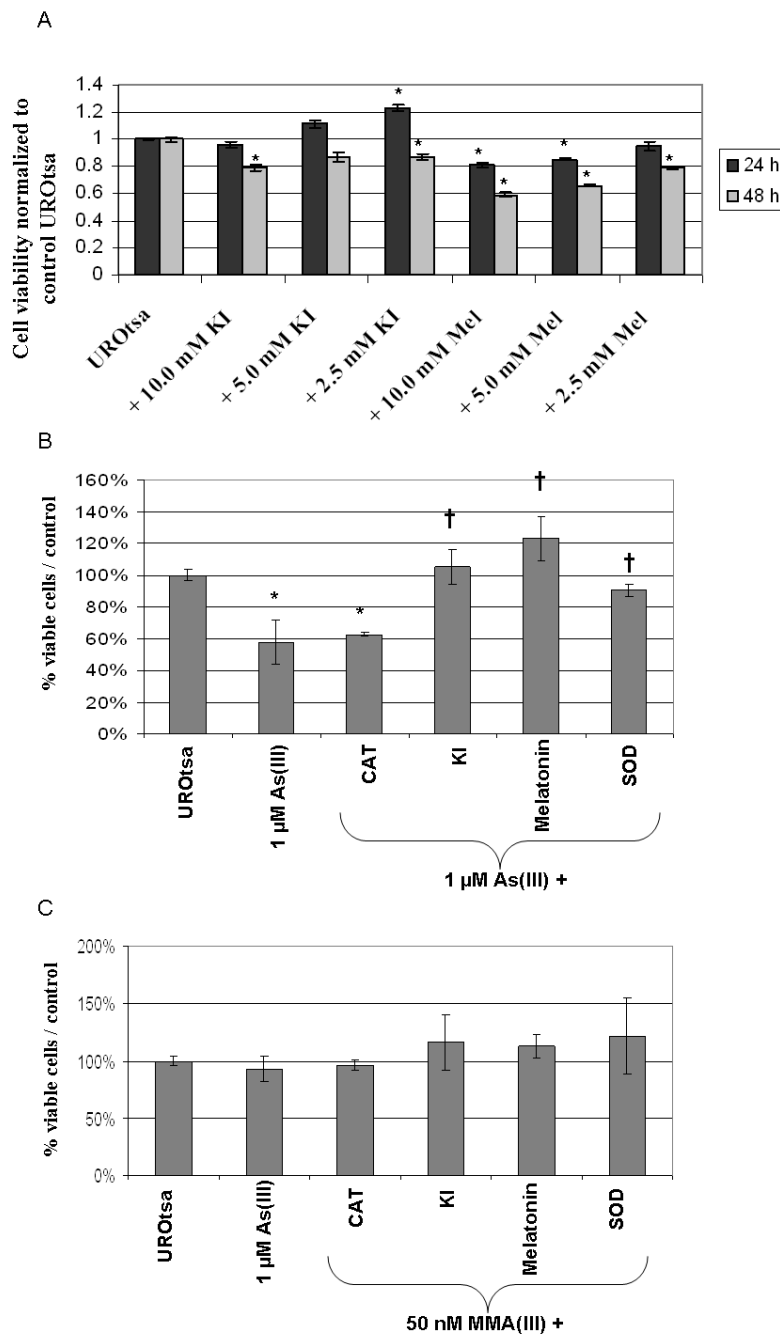 A
Cell viability normalized to
control UROtsa
1.4
1.2
1
0.8
0.6
0.4
0.2
0
*
*
*
*
*
*
*
*
24 h
48 h
UROtsa
+ 10.0 mM KI
+ 5.0 mM KI
+ 2.5 mM KI
+ 10.0 mM Mel
+ 5.0 mM Mel
+ 2.5 mM Mel
B
% viable cells / control
160%
140%
120%
100%
80%
60%
40%
20%
0%
*
*
†
†
†
UROtsa
1 µM As(III)
CAT
KI
Melatonin
SOD
1 µM As(III) +
C
% viable cells / control
200%
150%
100%
50%
0%
UROtsa
1 µM As(III)
CAT
KI
Melatonin
SOD
50 nM MMA(III) +